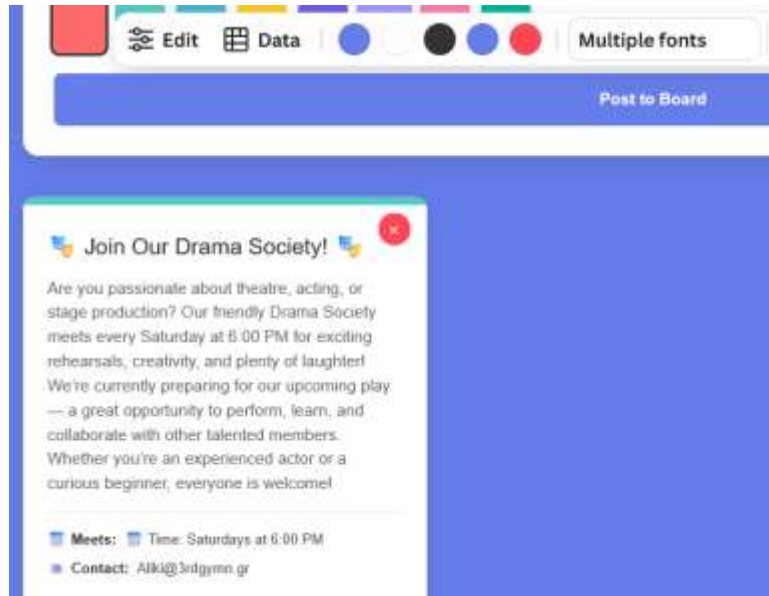 Edit Data Multiple fonts
Post to Board
🎭 Join Our Drama Society! 🎭
Are you passionate about theatre, acting, or
stage production? Our friendly Drama Society
meets every Saturday at 6:00 PM for exciting
rehearsals, creativity, and plenty of laughter!
We're currently preparing for our upcoming play
— a great opportunity to perform, learn, and
collaborate with other talented members.
Whether you're an experienced actor or a
curious beginner, everyone is welcome!
Meets: Time: Saturdays at 6:00 PM
Contact: Aliki@3rdgymn.gr